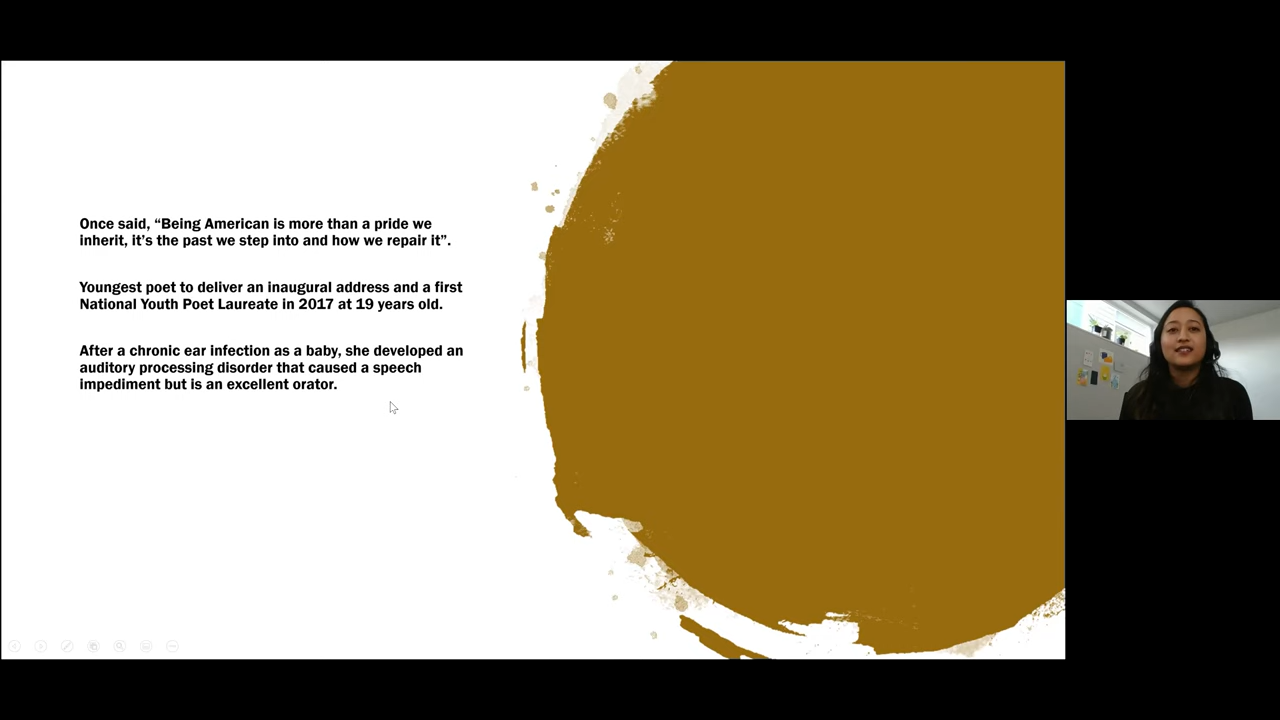 Once said, “Being American is more than a pride we
inherit, it’s the past we step into and how we repair it”.
Youngest poet to deliver an inaugural address and a first
National Youth Poet Laureate in 2017 at 19 years old.
After a chronic ear infection as a baby, she developed an
auditory processing disorder that caused a speech
impediment but is an excellent orator.